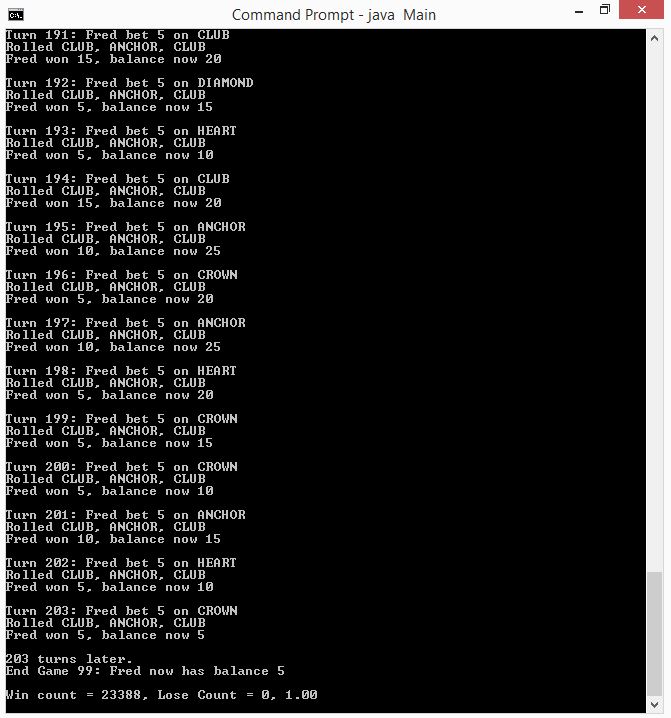 Command Prompt - java Main
Turn 191: Fred bet 5 on CLUB
Rolled CLUB, ANCHOR, CLUB
Fred won 15, balance now 20
Turn 192: Fred bet 5 on DIAMOND
Rolled CLUB, ANCHOR, CLUB
Fred won 5, balance now 15
Turn 193: Fred bet 5 on HEART
Rolled CLUB, ANCHOR, CLUB
Fred won 5, balance now 10
Turn 194: Fred bet 5 on CLUB
Rolled CLUB, ANCHOR, CLUB
Fred won 15, balance now 20
Turn 195: Fred bet 5 on ANCHOR
Rolled CLUB, ANCHOR, CLUB
Fred won 10, balance now 25
Turn 196: Fred bet 5 on CROWN
Rolled CLUB, ANCHOR, CLUB
Fred won 5, balance now 20
Turn 197: Fred bet 5 on ANCHOR
Rolled CLUB, ANCHOR, CLUB
Fred won 10, balance now 25
Turn 198: Fred bet 5 on HEART
Rolled CLUB, ANCHOR, CLUB
Fred won 5, balance now 20
Turn 199: Fred bet 5 on CROWN
Rolled CLUB, ANCHOR, CLUB
Fred won 5, balance now 15
Turn 200: Fred bet 5 on CROWN
Rolled CLUB, ANCHOR, CLUB
Fred won 5, balance now 10
Turn 201: Fred bet 5 on ANCHOR
Rolled CLUB, ANCHOR, CLUB
Fred won 10, balance now 15
Turn 202: Fred bet 5 on HEART
Rolled CLUB, ANCHOR, CLUB
Fred won 5, balance now 10
Turn 203: Fred bet 5 on CROWN
Rolled CLUB, ANCHOR, CLUB
Fred won 5, balance now 5
203 turns later.
End Game 99: Fred now has balance 5
Win count = 23388, Lose Count = 0, 1.00